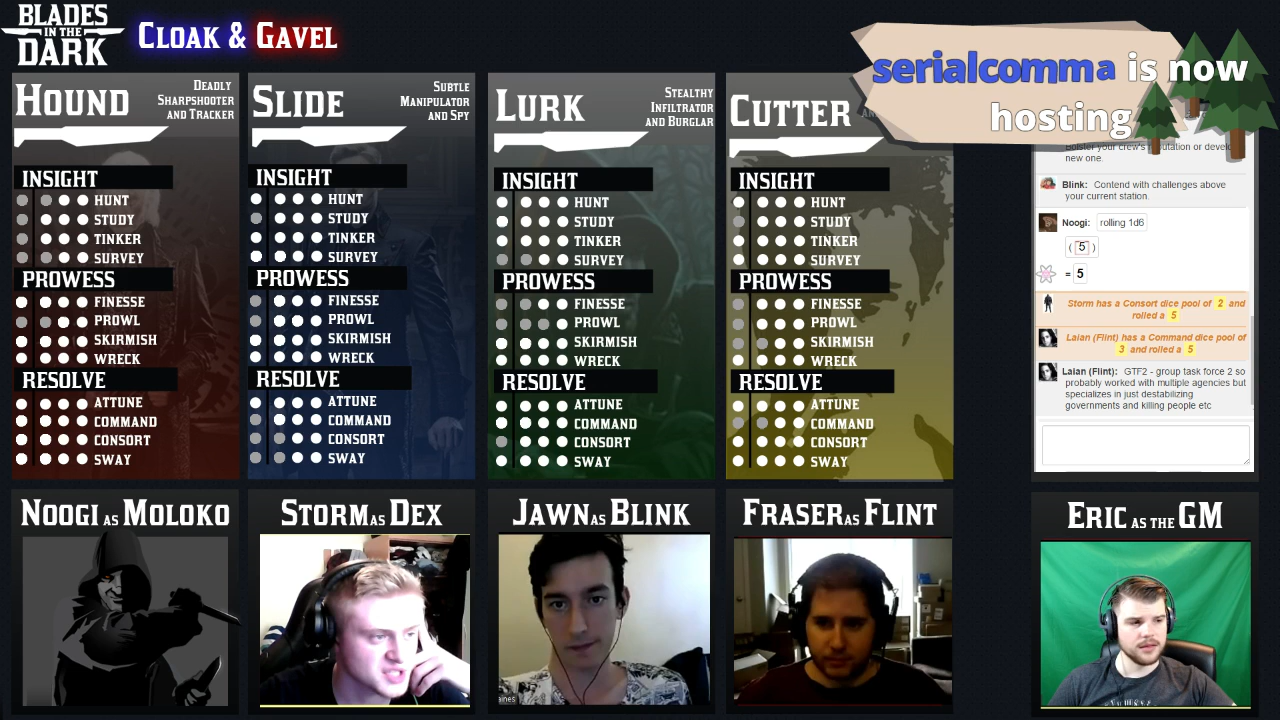 BLADES
IN THE
DARK
CLOAK & GAVEL
serialcomma is now
hosting
HOUND
DEADLY
SHARPSHOOTER
AND TRACKER
INSIGHT
HUNT
STUDY
TINKER
SURVEY
PROWESS
FINESSE
PROWL
SKIRMISH
WRECK
RESOLVE
ATTUNE
COMMAND
CONSORT
SWAY
SLIDE
SUBTLE
MANIPULATOR
AND SPY
INSIGHT
HUNT
STUDY
TINKER
SURVEY
PROWESS
FINESSE
PROWL
SKIRMISH
WRECK
RESOLVE
ATTUNE
COMMAND
CONSORT
SWAY
LURK
STEALTHY
INFILTRATOR
AND BURGLAR
INSIGHT
HUNT
STUDY
TINKER
SURVEY
PROWESS
FINESSE
PROWL
SKIRMISH
WRECK
RESOLVE
ATTUNE
COMMAND
CONSORT
SWAY
CUTTER
INSIGHT
HUNT
STUDY
TINKER
SURVEY
PROWESS
FINESSE
PROWL
SKIRMISH
WRECK
RESOLVE
ATTUNE
COMMAND
CONSORT
SWAY
Bolster your crew's or develop
new one.
Blink: Contend with challenges above
your current station.
Noogi: rolling 1d6
( 5 )
= 5
Storm has a Consort dice pool of 2 and
rolled a 5
Laian (Flint) has a Command dice pool of
3 and rolled a 5
Laian (Flint): GTF2 - group task force 2 so
probably worked with multiple agencies but
specializes in just destabilizing
governments and killing people etc
NOOGI AS MOLOKO
STORM AS DEX
JAWN AS BLINK
FRASER AS FLINT
ERIC AS THE GM